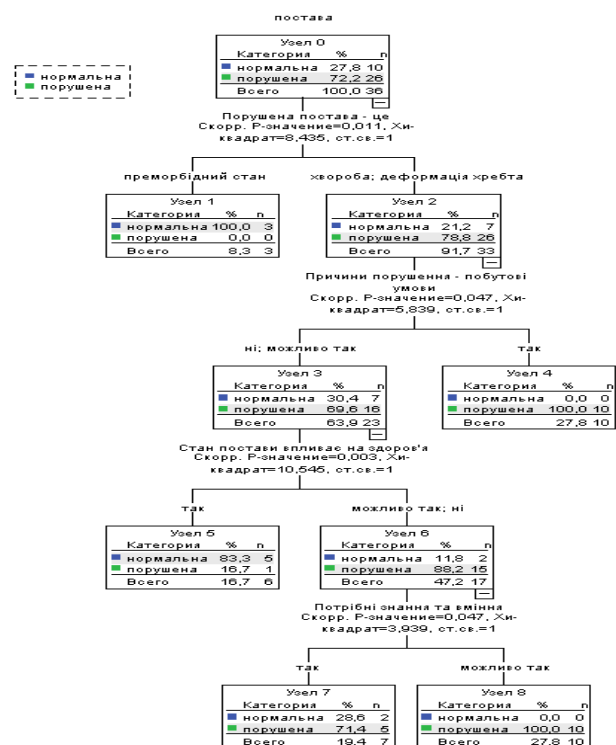 постава
нормальна
порушена
Узел 0
Категория % n
нормальна 27,8 10
порушена 72,2 26
Всего 100,0 36
Порушена постава - це
Скорр. P-значение=0,011, Хи-
квадрат=8,435, ст.св.=1
преморбідний стан
хвороба; деформація хребта
Узел 1
Категория % n
нормальна 100,0 3
порушена 0,0 0
Всего 8,3 3
Узел 2
Категория % n
нормальна 21,2 7
порушена 78,8 26
Всего 91,7 33
Причини порушення - побутові
умови
Скорр. P-значение=0,047, Хи-
квадрат=5,839, ст.св.=1
ні; можливо так
так
Узел 3
Категория % n
нормальна 30,4 7
порушена 69,6 16
Всего 63,9 23
Узел 4
Категория % n
нормальна 0,0 0
порушена 100,0 10
Всего 27,8 10
Стан постави впливає на здоров'я
Скорр. P-значение=0,003, Хи-
квадрат=10,545, ст.св.=1
так
можливо так; ні
Узел 5
Категория % n
нормальна 83,3 5
порушена 16,7 1
Всего 16,7 6
Узел 6
Категория % n
нормальна 11,8 2
порушена 88,2 15
Всего 47,2 17
Потрібні знання та вміння
Скорр. P-значение=0,047, Хи-
квадрат=3,939, ст.св.=1
так
можливо так
Узел 7
Категория % n
нормальна 28,6 2
порушена 71,4 5
Всего 19,4 7
Узел 8
Категория % n
нормальна 0,0 0
порушена 100,0 10
Всего 27,8 10